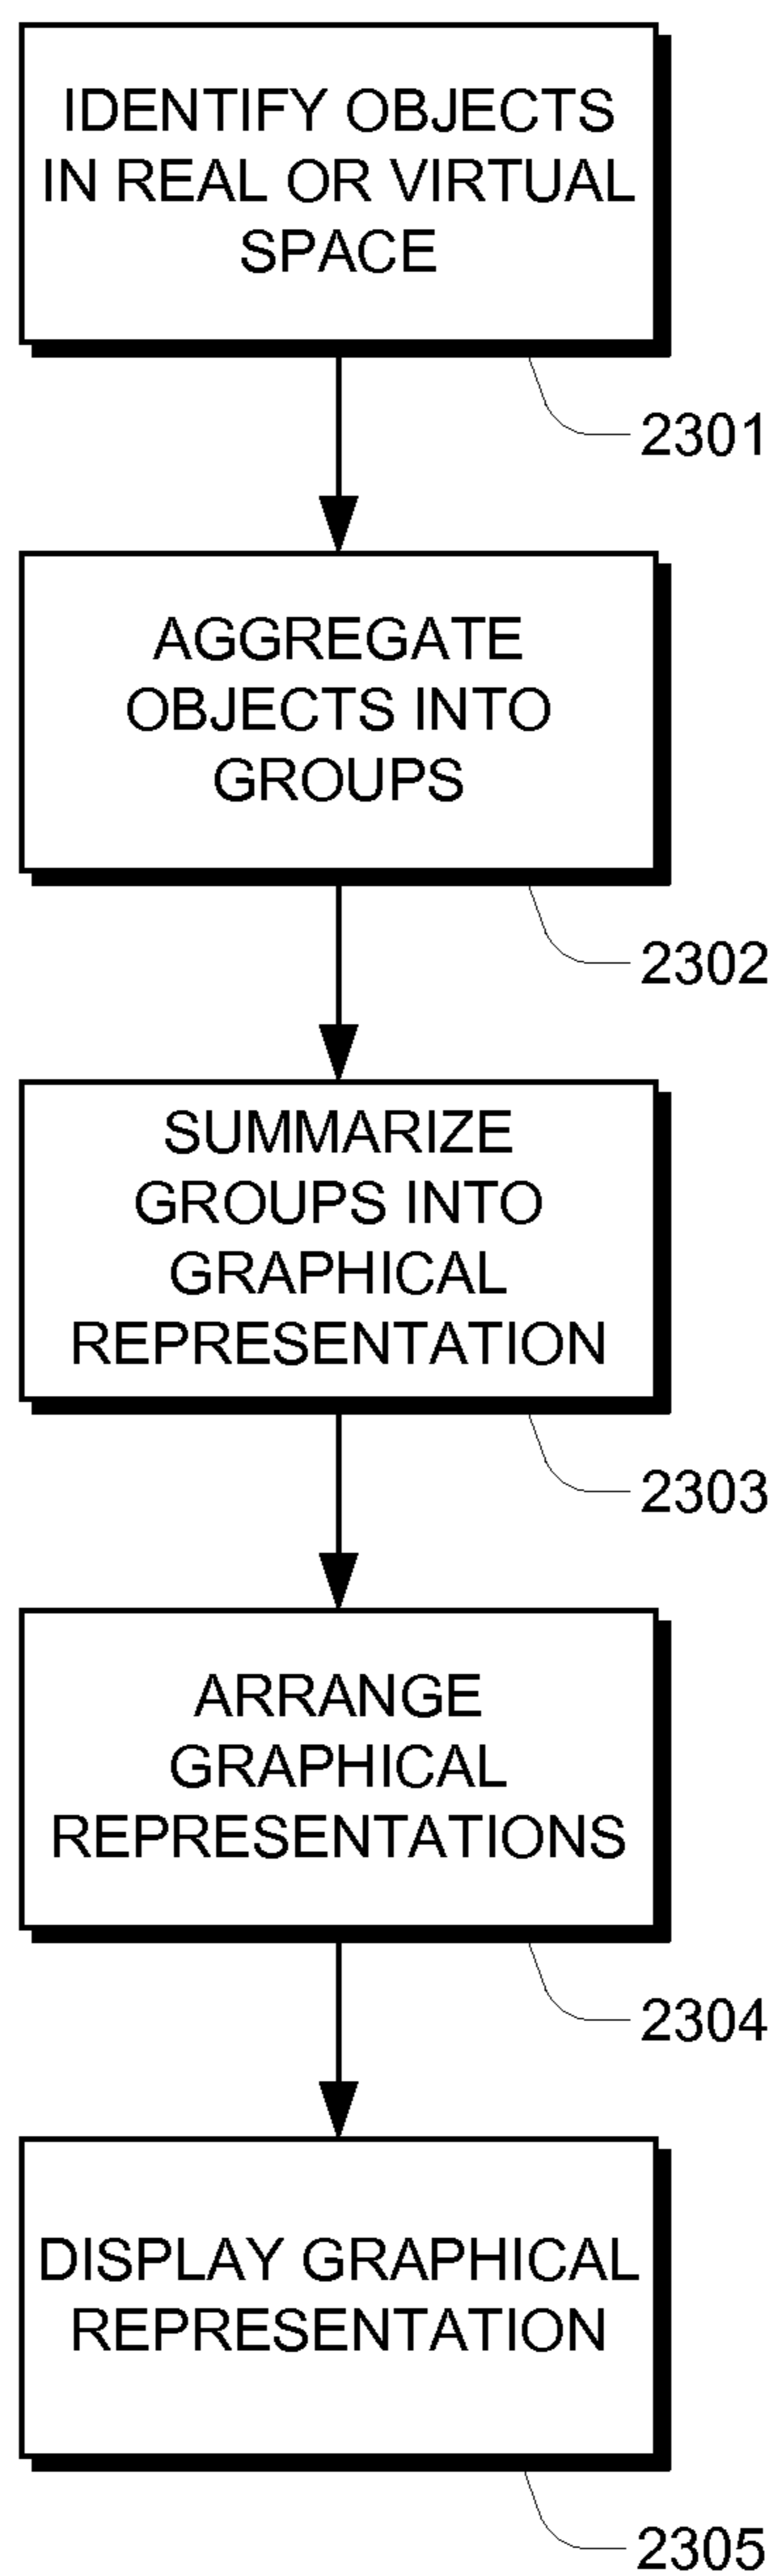 IDENTIFY OBJECTS
IN REAL OR VIRTUAL
SPACE
2301
AGGREGATE
OBJECTS INTO
GROUPS
2302
SUMMARIZE
GROUPS INTO
GRAPHICAL
REPRESENTATION
2303
ARRANGE
GRAPHICAL
REPRESENTATIONS
2304
DISPLAY GRAPHICAL
REPRESENTATION
2305